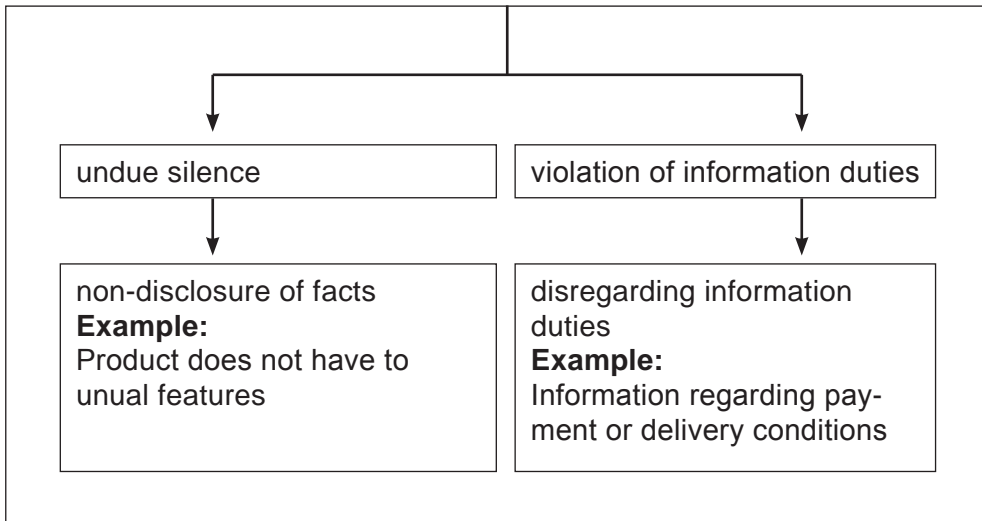 undue silence
violation of information duties
non-disclosure of facts
Example:
Product does not have to
unual features
disregarding information
duties
Example:
Information regarding pay-
ment or delivery conditions